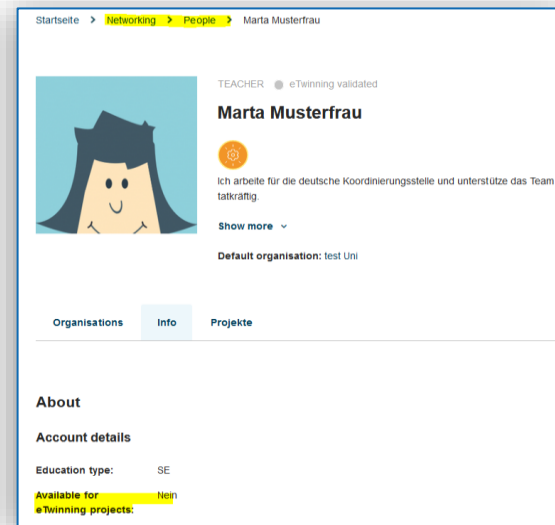 Startseite > Networking > People > Marta Musterfrau
TEACHER eTwinning validated
Marta Musterfrau
Ich arbeite für die deutsche Koordinierungsstelle und unterstütze das Team
tatkräftig.
Show more
Default organisation: test Uni
Organisations Info Projekte
About
Account details
Education type: SE
Available for Nein
eTwinning projects: